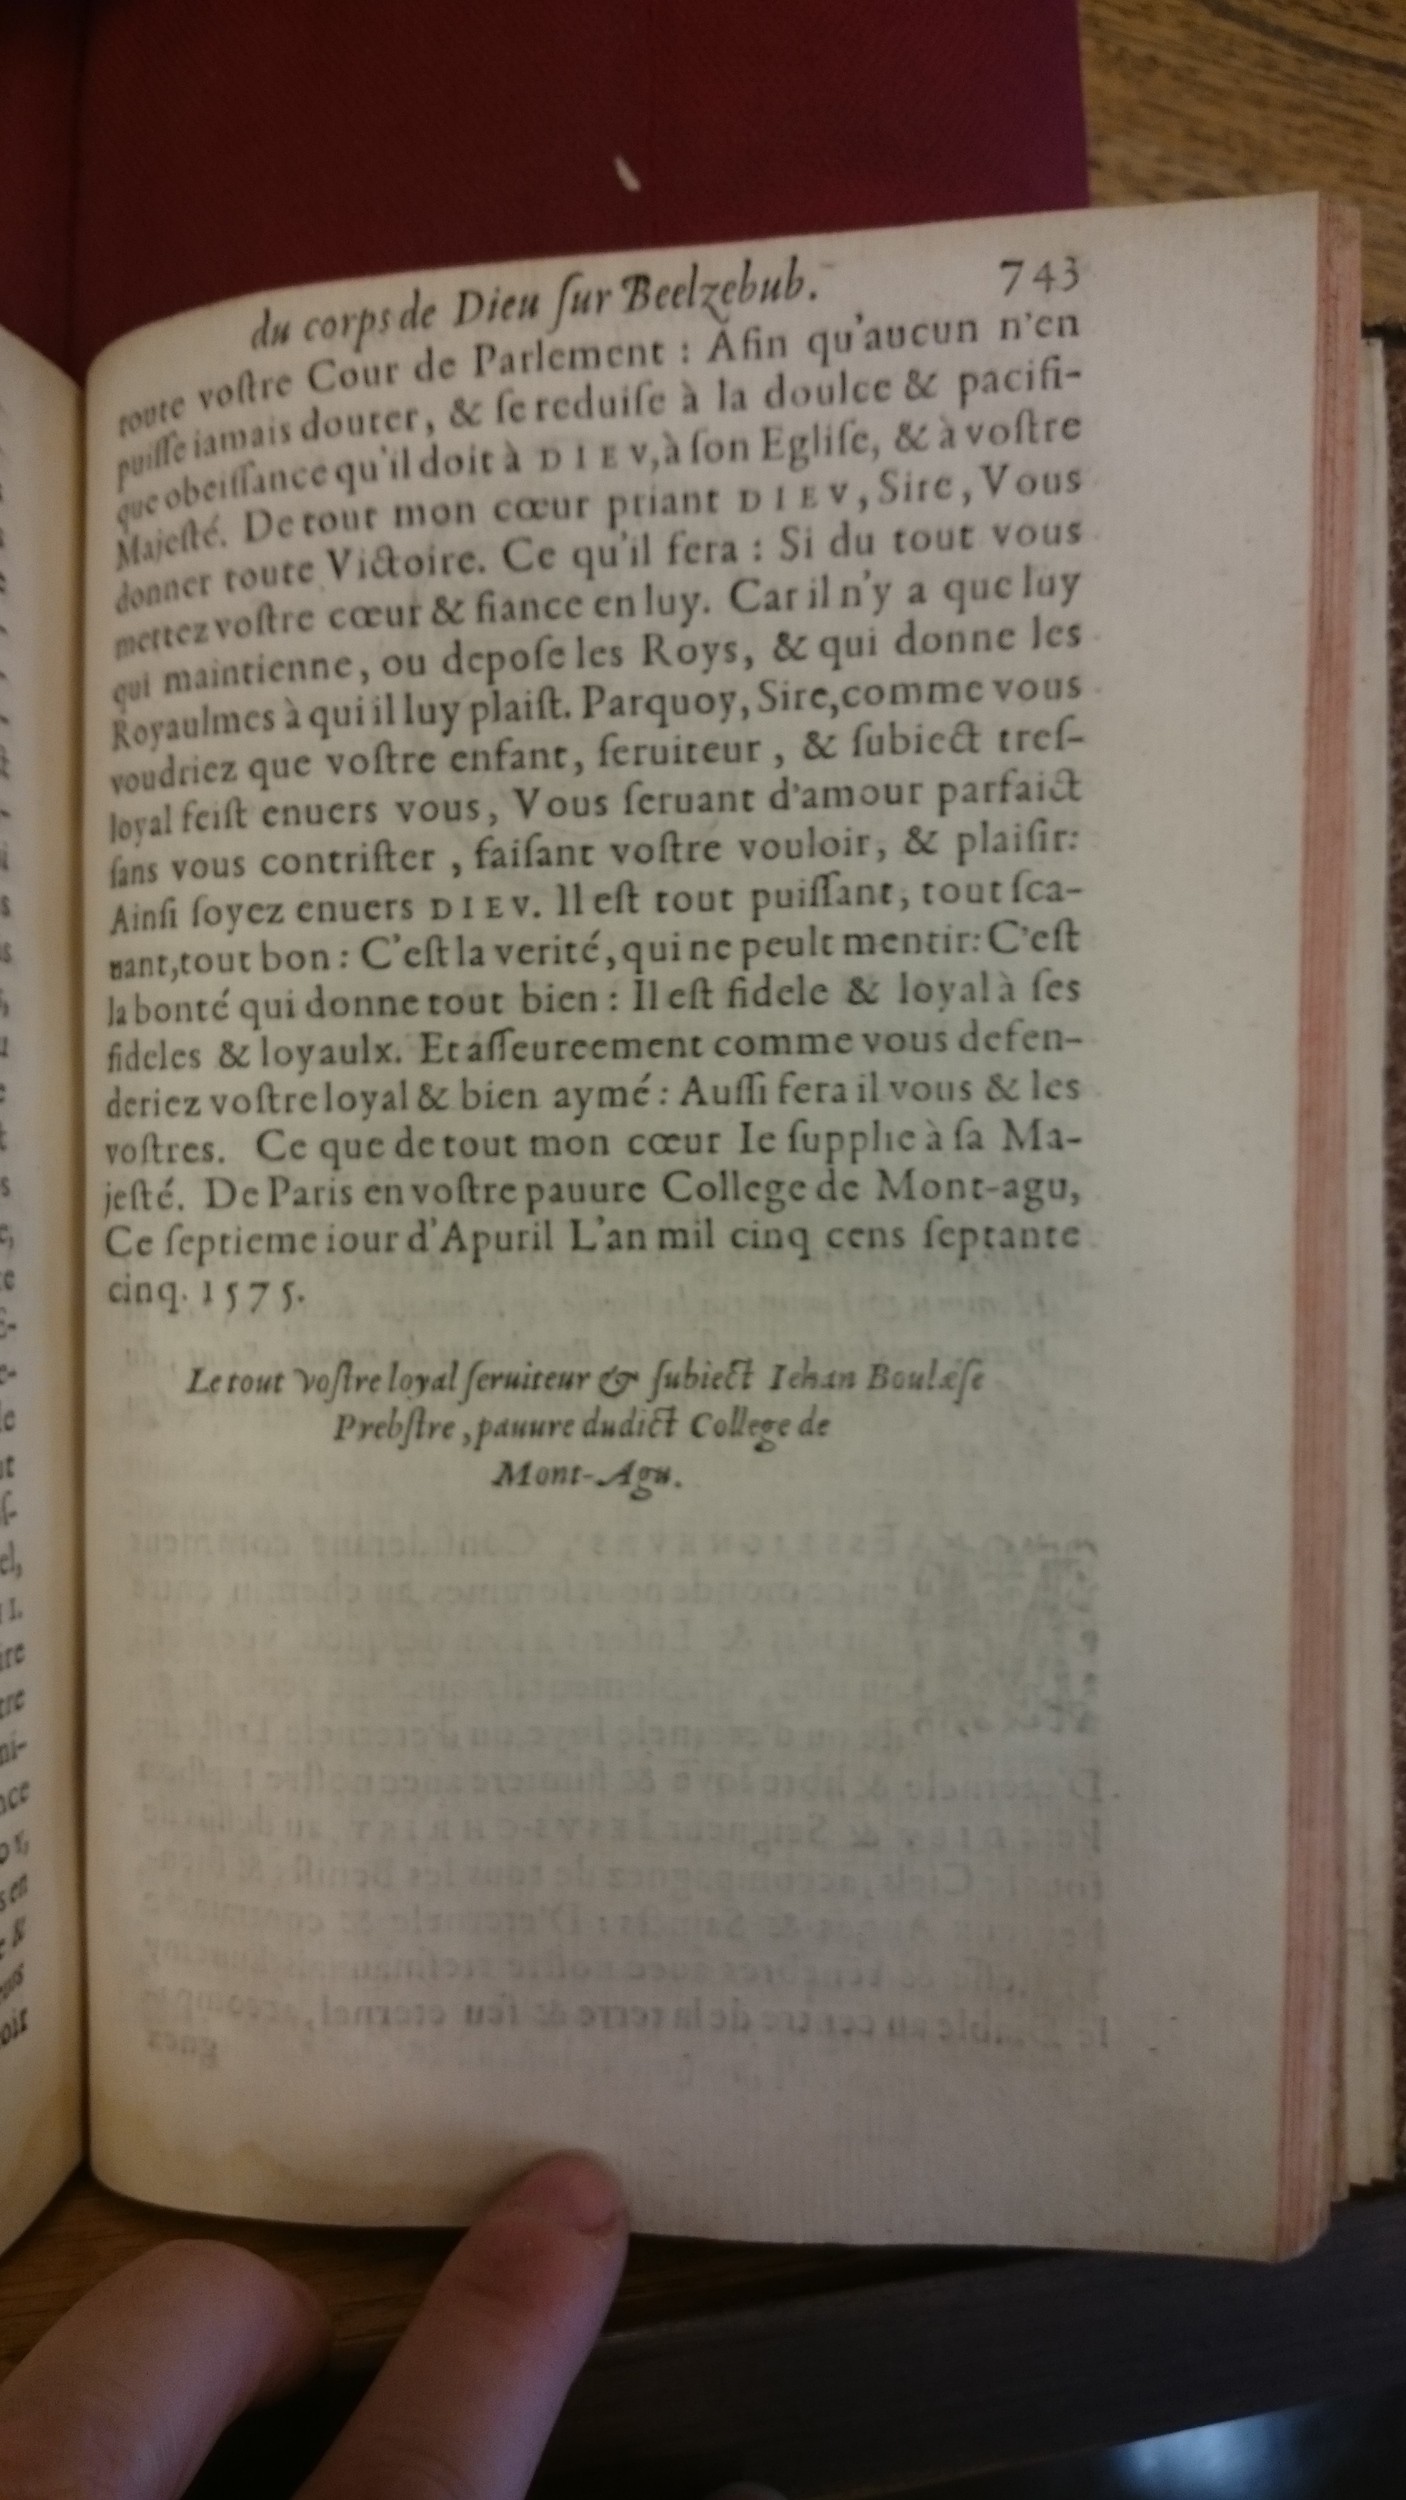 du corps de Dieu ſur Beelzebub. 743
toute voſtre Cour de Parlement : Afin qu'aucun n'en
puiſſe iamais douter, & ſe reduiſe à la doulce & pacifi-
que obeiſſance qu'il doit à DIEV, à ſon Egliſe, & à voſtre
Majeſté. De tout mon cœur priant DIEV, Sire, Vous
donner toute Victoire. Ce qu'il fera : Si du tout vous
mettez voſtre cœur & fiance en luy. Car il n'y a que luy
qui maintienne, ou depoſe les Roys, & qui donne les
Royaulmes à qui il luy plaiſt. Parquoy, Sire, comme vous
voudriez que voſtre enfant, ſeruiteur, & ſubiect treſ-
loyal feiſt enuers vous, Vous ſeruant d'amour parfaict
ſans vous contriſter, faiſant voſtre vouloir, & plaiſir:
Ainſi ſoyez enuers DIEV. Il eſt tout puiſſant, tout ſca-
uant, tout bon : C'eſt la verité, qui ne peult mentir: C'eſt
la bonté qui donne tout bien : Il eſt fidele & loyal à ſes
fideles & loyaulx. Et aſſeureement comme vous defen-
deriez voſtre loyal & bien aymé : Auſſi fera il vous & les
voſtres. Ce que de tout mon cœur Ie ſupplie à ſa Ma-
jeſté. De Paris en voſtre pauure College de Mont-agu,
Ce ſeptieme iour d'Apuril L'an mil cinq cens ſeptante
cinq. 1575.
Le tout voſtre loyal ſeruiteur & ſubiect Iehan Boulæſe
Prebſtre, pauure dudict College de
Mont-Agu.